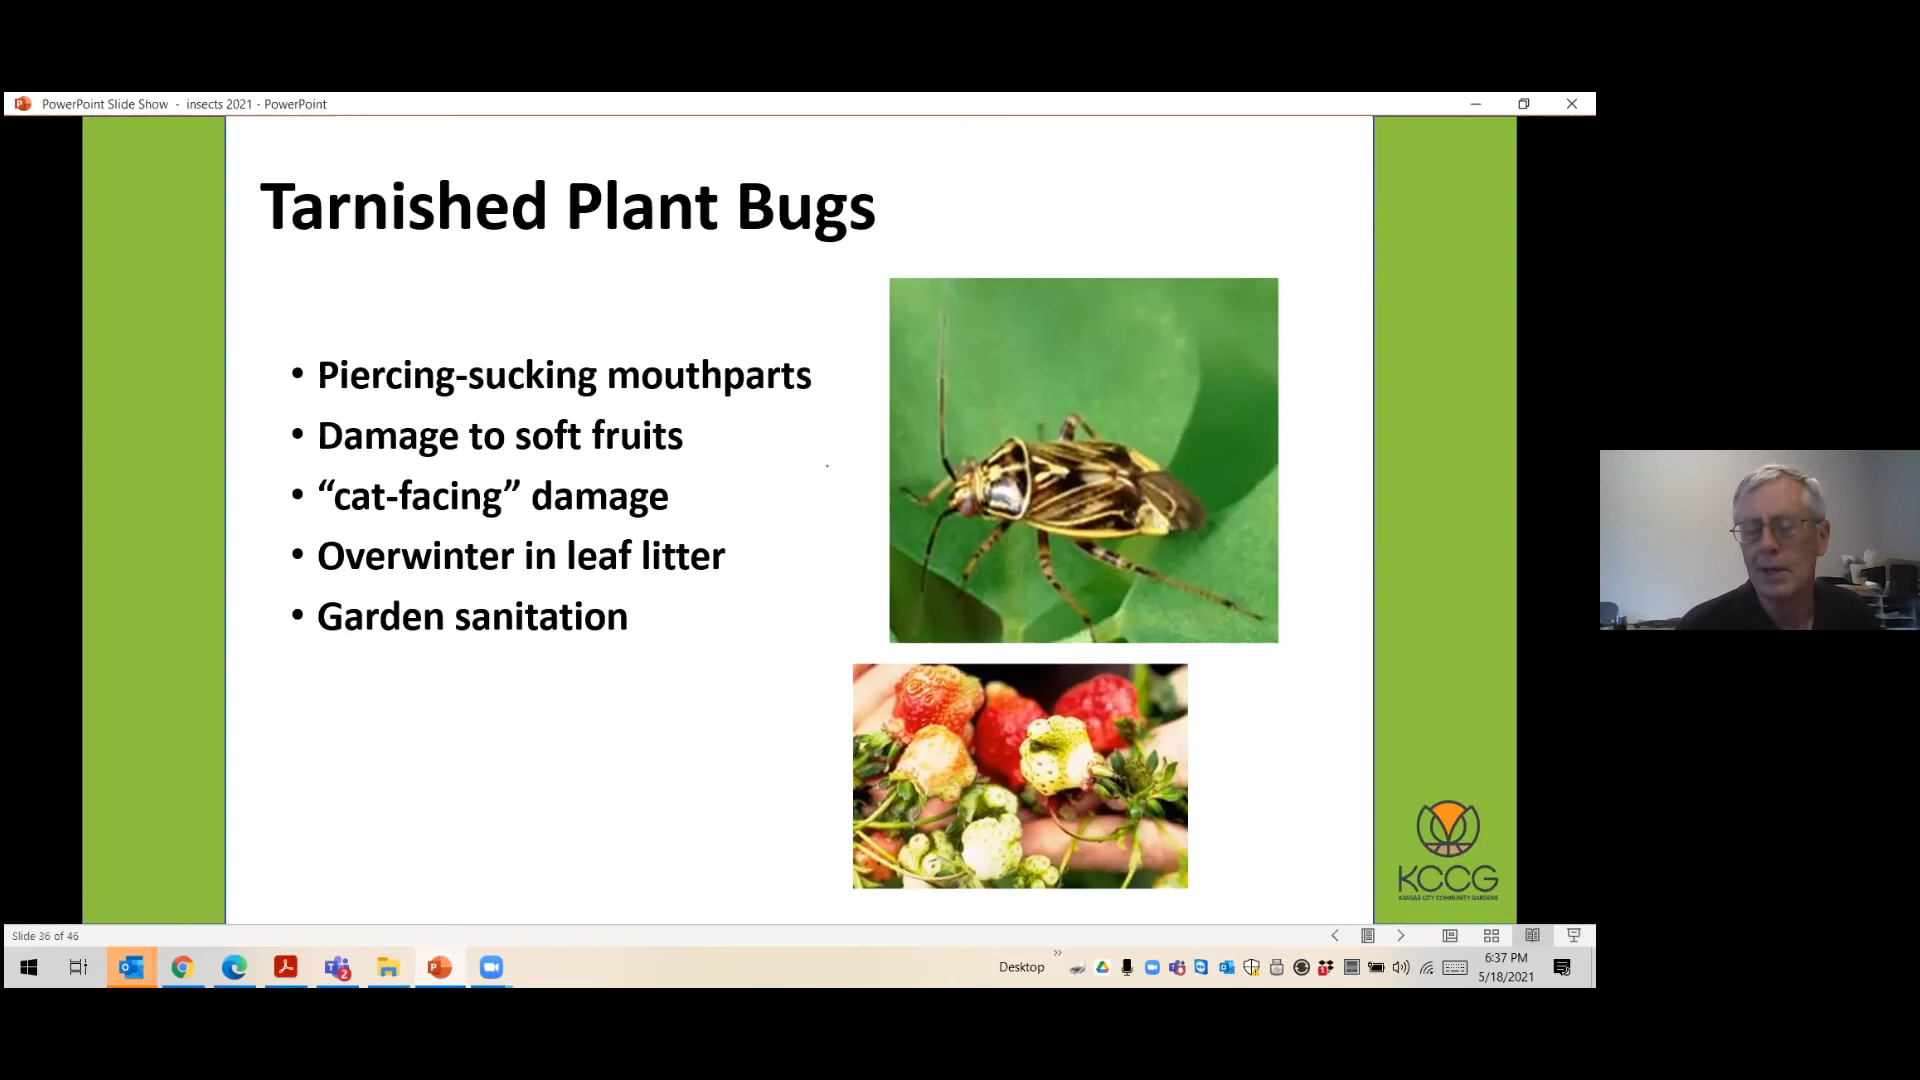 PowerPoint Slide Show - insects 2021 - PowerPoint
Tarnished Plant Bugs
• Piercing-sucking mouthparts
• Damage to soft fruits
• “cat-facing” damage
• Overwinter in leaf litter
• Garden sanitation
KCCG
KANSAS CITY COMMUNITY GARDENS
Slide 36 of 46
2
Desktop
1
6:37 PM
5/18/2021